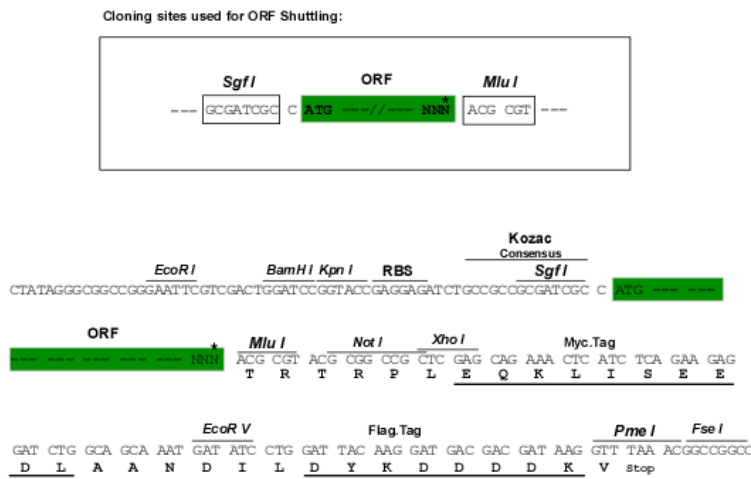 Cloning sites used for ORF Shuttling:
Sgf I ORF Mlu I
--- GCGATCGC C ATG ---//--- NNN* ACG CGT ---
Kozac
Consensus
EcoR I BamH I Kpn I RBS Sgf I
CTATAGGGCGGCCGGGAATTCGTCGACTGGATCCGGTACCGAGGAGATCTGCCGCCGCGATCGC C ATG --- ---
ORF
Mlu I Not I Xho I Myc.Tag
--- --- --- --- --- NNN* ACG CGT ACG CGG CCG CTC GAG CAG AAA CTC ATC TCA GAA GAG
T R T R P L E Q K L I S E E
EcoR V Flag.Tag Pme I Fse I
GAT CTG GCA GCA AAT GAT ATC CTG GAT TAC AAG GAT GAC GAC GAT AAG GTT TAA ACGGCCGGCC
D L A A N D I L D Y K D D D D K V Stop